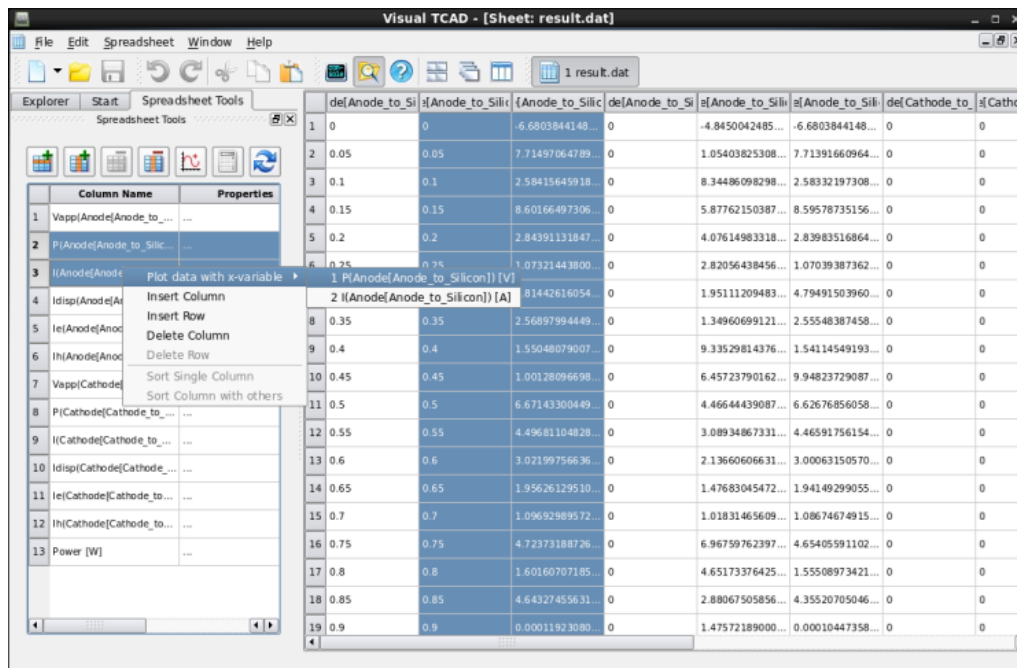 Visual TCAD - [Sheet: result.dat]
File Edit Spreadsheet Window Help
1 result.dat
Explorer Start Spreadsheet Tools
Spreadsheet Tools
Column Name Properties
1 Vapp(Anode[Anode_to_... ...
2 P(Anode[Anode_to_Silic... ...
3 I(Anode[Anode
4 Idisp(Anode[An
5 Ie(Anode[Anod
6 Ih(Anode[Anod
7 Vapp(Cathode[
8 P(Cathode[Cathode_to_... ...
9 I(Cathode[Cathode_to_... ...
10 Idisp(Cathode[Cathode_... ...
11 Ie(Cathode[Cathode_to... ...
12 Ih(Cathode[Cathode_to... ...
13 Power [W] ...
Plot data with x-variable
Insert Column
Insert Row
Delete Column
Delete Row
Sort Single Column
Sort Column with others
1 P(Anode[Anode_to_Silicon]) [V]
2 I(Anode[Anode_to_Silicon]) [A]
de[Anode_to_Si [Anode_to_Silic [Anode_to_Silic de[Anode_to_Si [Anode_to_Sili [Anode_to_Sili de[Cathode_to_ [Catho
1 0 0 -6.6803844148... 0 -4.8450042485... -6.6803844148... 0 0
2 0.05 0.05 7.71497064789... 0 1.05403825308... 7.71391660964... 0 0
3 0.1 0.1 2.58415645918... 0 8.34486098298... 2.58332197308... 0 0
4 0.15 0.15 8.60166497306... 0 5.87762150387... 8.59578735156... 0 0
5 0.2 0.2 2.84391131847... 0 4.07614983318... 2.83983516864... 0 0
6 0.25 0.25 1.07321443800... 0 2.82056438456... 1.07039387362... 0 0
81442616054... 0 1.95111209483... 4.79491503960... 0 0
8 0.35 0.35 2.56897994449... 0 1.34960699121... 2.55548387458... 0 0
9 0.4 0.4 1.55048079007... 0 9.33529814376... 1.54114549193... 0 0
10 0.45 0.45 1.00128096698... 0 6.45723790162... 9.94823729087... 0 0
11 0.5 0.5 6.67143300449... 0 4.46644439087... 6.62676856058... 0 0
12 0.55 0.55 4.49681104828... 0 3.08934867331... 4.46591756154... 0 0
13 0.6 0.6 3.02199756636... 0 2.13660606631... 3.00063150570... 0 0
14 0.65 0.65 1.95626129510... 0 1.47683045472... 1.94149299055... 0 0
15 0.7 0.7 1.09692989572... 0 1.01831465609... 1.08674674915... 0 0
16 0.75 0.75 4.72373188726... 0 6.96759762397... 4.65405591102... 0 0
17 0.8 0.8 1.60160707185... 0 4.65173376425... 1.55508973421... 0 0
18 0.85 0.85 4.64327455631... 0 2.88067505856... 4.35520705046... 0 0
19 0.9 0.9 0.00011923080... 0 1.47572189000... 0.00010447358... 0 0